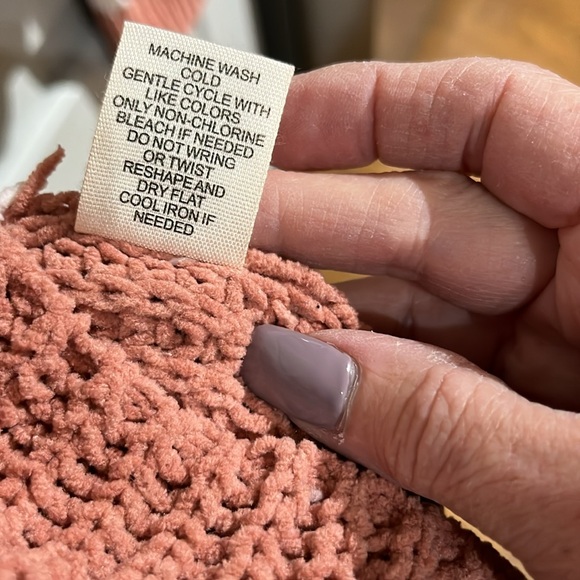 MACHINE WASH
COLD
GENTLE CYCLE WITH
LIKE COLORS
ONLY NON-CHLORINE
BLEACH IF NEEDED
DO NOT WRING
OR TWIST
RESHAPE AND
DRY FLAT
COOL IRON IF
NEEDED